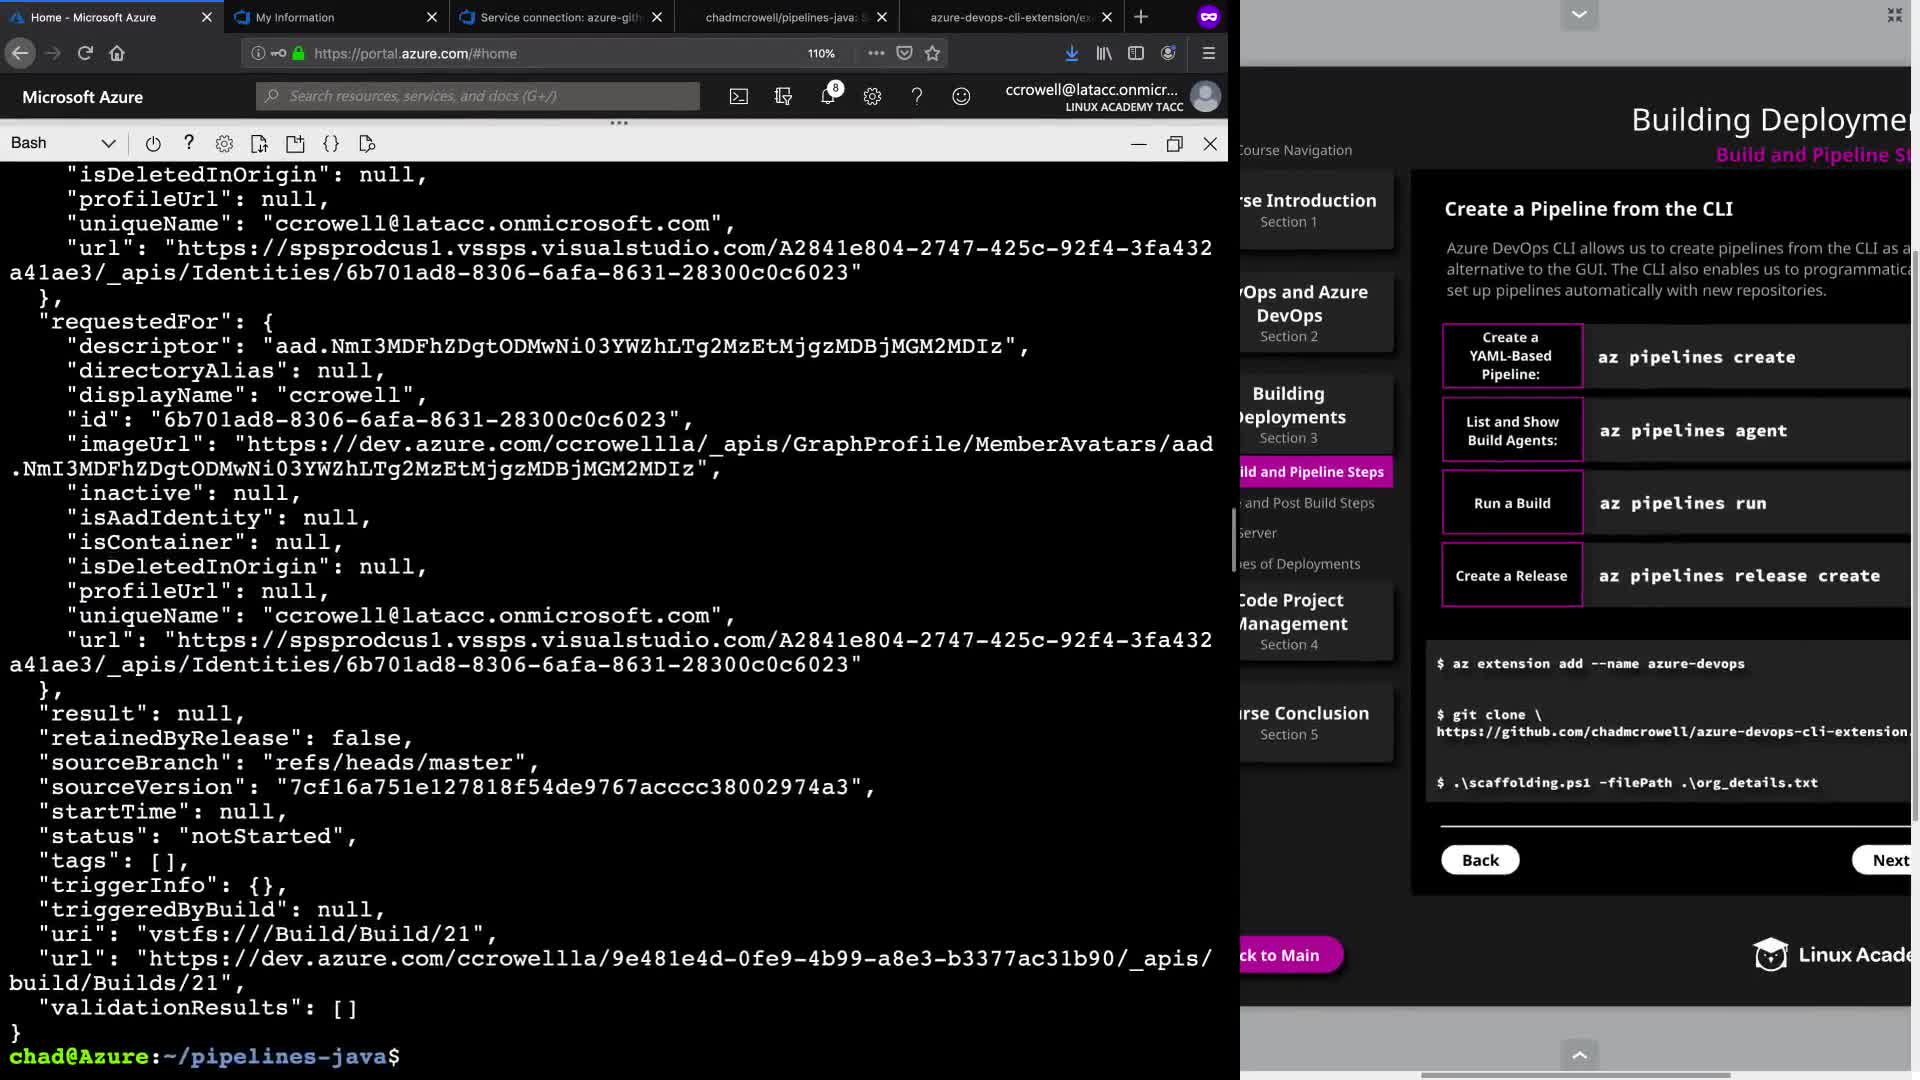 Home - Microsoft Azure
My Information
Service connection: azure-gith
chadmcrowell/pipelines-java: S
azure-devops-cli-extension/ex
https://portal.azure.com/#home
110%
Microsoft Azure
Search resources, services, and docs (G+/)
8
ccrowell@latacc.onmicr...
LINUX ACADEMY TACC
Bash
"isDeletedInOrigin": null,
"profileUrl": null,
"uniqueName": "ccrowell@latacc.onmicrosoft.com",
"url": "https://spsprodcus1.vssps.visualstudio.com/A2841e804-2747-425c-92f4-3fa432
a41ae3/_apis/Identities/6b701ad8-8306-6afa-8631-28300c0c6023"
},
"requestedFor": {
"descriptor": "aad.NmI3MDFhZDgtODMwNi03YWZhLTg2MzEtMjgzMDBjMGM2MDIz",
"directoryAlias": null,
"displayName": "ccrowell",
"id": "6b701ad8-8306-6afa-8631-28300c0c6023",
"imageUrl": "https://dev.azure.com/ccrowellla/_apis/GraphProfile/MemberAvatars/aad
.NmI3MDFhZDgtODMwNi03YWZhLTg2MzEtMjgzMDBjMGM2MDIz",
"inactive": null,
"isAadIdentity": null,
"isContainer": null,
"isDeletedInOrigin": null,
"profileUrl": null,
"uniqueName": "ccrowell@latacc.onmicrosoft.com",
"url": "https://spsprodcus1.vssps.visualstudio.com/A2841e804-2747-425c-92f4-3fa432
a41ae3/_apis/Identities/6b701ad8-8306-6afa-8631-28300c0c6023"
},
"result": null,
"retainedByRelease": false,
"sourceBranch": "refs/heads/master",
"sourceVersion": "7cf16a751e127818f54de9767acccc38002974a3",
"startTime": null,
"status": "notStarted",
"tags": [],
"triggerInfo": {},
"triggeredByBuild": null,
"uri": "vstfs:///Build/Build/21",
"url": "https://dev.azure.com/ccrowellla/9e481e4d-0fe9-4b99-a8e3-b3377ac31b90/_apis/
build/Builds/21",
"validationResults": []
}
chad@Azure:~/pipelines-java$
Building Deployme
Build and Pipeline St
Course Navigation
rse Introduction
Section 1
vOps and Azure
DevOps
Section 2
Building
Deployments
Section 3
ild and Pipeline Steps
and Post Build Steps
Server
es of Deployments
Code Project
Management
Section 4
urse Conclusion
Section 5
ck to Main
Create a Pipeline from the CLI
Azure DevOps CLI allows us to create pipelines from the CLI as a
alternative to the GUI. The CLI also enables us to programmatica
set up pipelines automatically with new repositories.
Create a
YAML-Based
Pipeline:
az pipelines create
List and Show
Build Agents:
az pipelines agent
Run a Build
az pipelines run
Create a Release
az pipelines release create
$ az extension add --name azure-devops
$ git clone \
https://github.com/chadmcrowell/azure-devops-cli-extension.
$ .\scaffolding.ps1 -filePath .\org_details.txt
Back
Next
Linux Acade